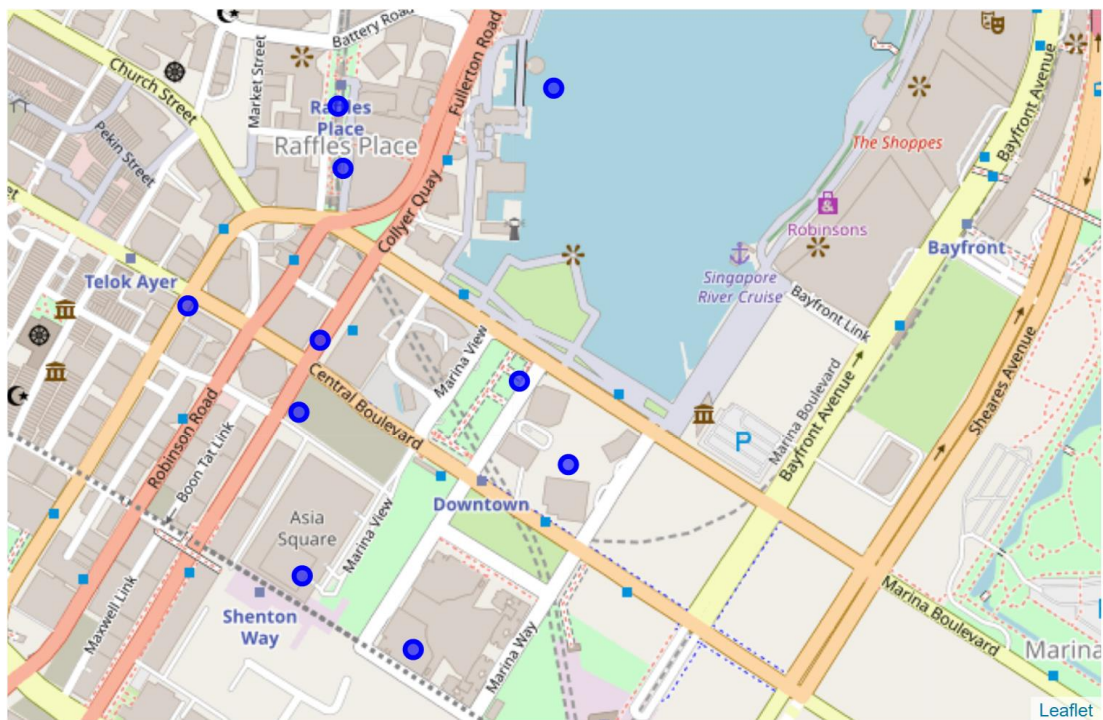 Battery Road
Church Street
Market Street
Fullerton Road
Bayfront Avenue
Raffles
Place
Raffles Place
Pekin Street
The Shoppes
Robinsons
Collyer Quay
Bayfront
Telok Ayer
Singapore
River Cruise
Bayfront Link
Marina View
Central Boulevard
Marina Boulevard
Bayfront Avenue
Sheares Avenue
Robinson Road
Boon Tat Link
P
Downtown
Asia
Square
Marina View
Maxwell Link
Shenton
Way
Marina Way
Marina Boulevard
Marina
Leaflet